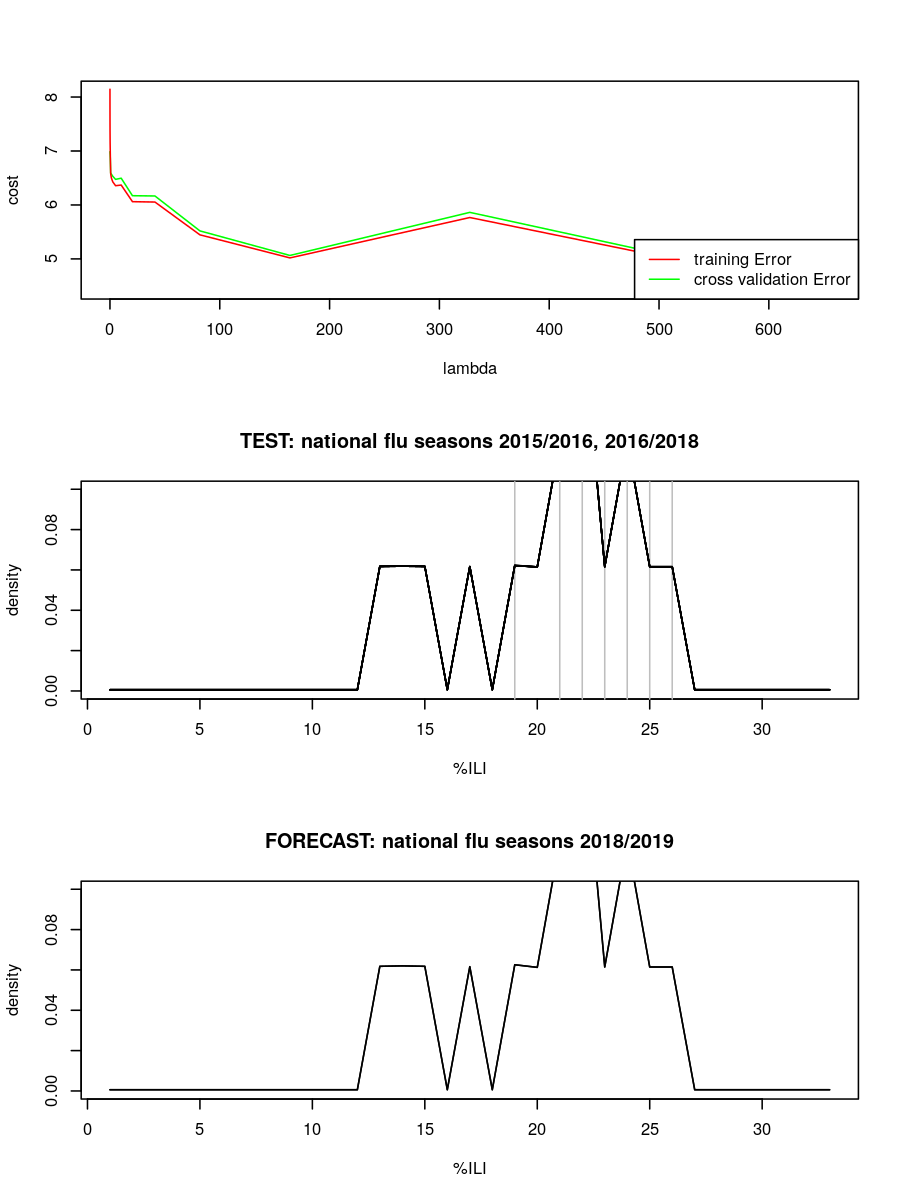 8
7
6
5
cost
training Error
cross validation Error
0 100 200 300 400 500 600
lambda
TEST: national flu seasons 2015/2016, 2016/2018
0.08
0.04
0.00
density
0 5 10 15 20 25 30
%ILI
FORECAST: national flu seasons 2018/2019
0.08
0.04
0.00
density
0 5 10 15 20 25 30
%ILI